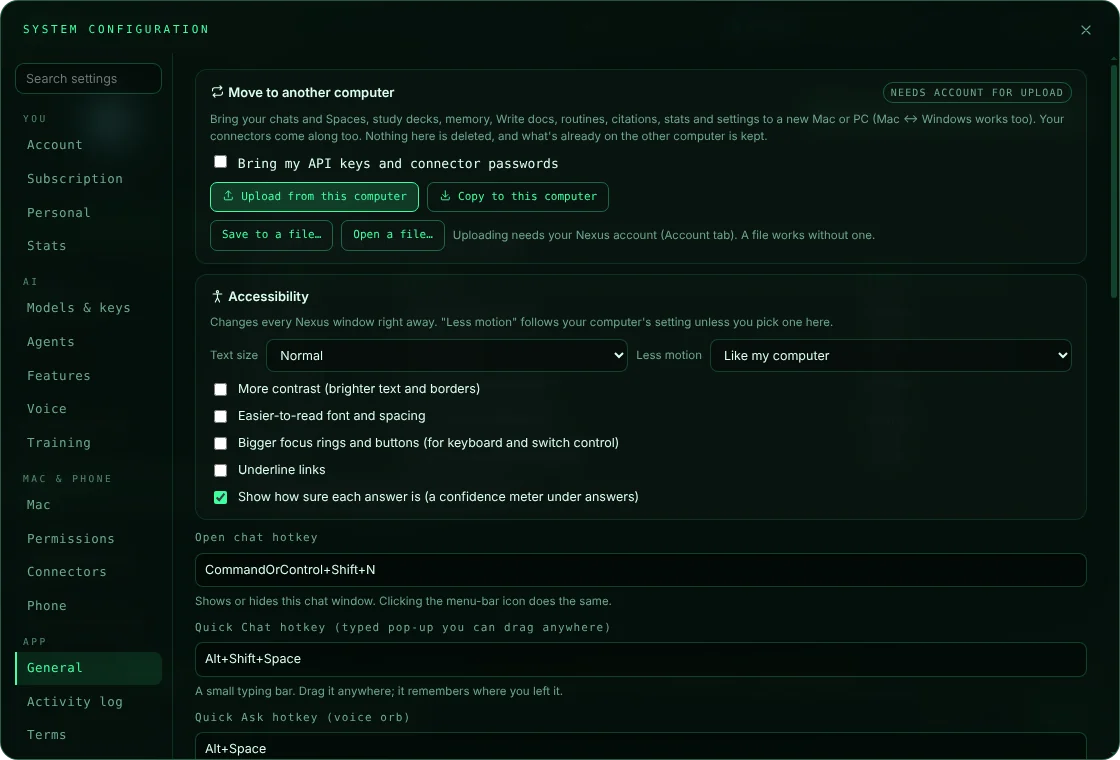 SYSTEM CONFIGURATION
Search settings
YOU
Account
Subscription
Personal
Stats
AI
Models & keys
Agents
Features
Voice
Training
MAC & PHONE
Mac
Permissions
Connectors
Phone
APP
General
Activity log
Terms
Move to another computer
NEEDS ACCOUNT FOR UPLOAD
Bring your chats and Spaces, study decks, memory, Write docs, routines, citations, stats and settings to a new Mac or PC (Mac ↔ Windows works too). Your
connectors come along too. Nothing here is deleted, and what's already on the other computer is kept.
Bring my API keys and connector passwords
Upload from this computer
Copy to this computer
Save to a file…
Open a file…
Uploading needs your Nexus account (Account tab). A file works without one.
Accessibility
Changes every Nexus window right away. "Less motion" follows your computer's setting unless you pick one here.
Text size
Normal
Less motion
Like my computer
More contrast (brighter text and borders)
Easier-to-read font and spacing
Bigger focus rings and buttons (for keyboard and switch control)
Underline links
Show how sure each answer is (a confidence meter under answers)
Open chat hotkey
CommandOrControl+Shift+N
Shows or hides this chat window. Clicking the menu-bar icon does the same.
Quick Chat hotkey (typed pop-up you can drag anywhere)
Alt+Shift+Space
A small typing bar. Drag it anywhere; it remembers where you left it.
Quick Ask hotkey (voice orb)
Alt+Space